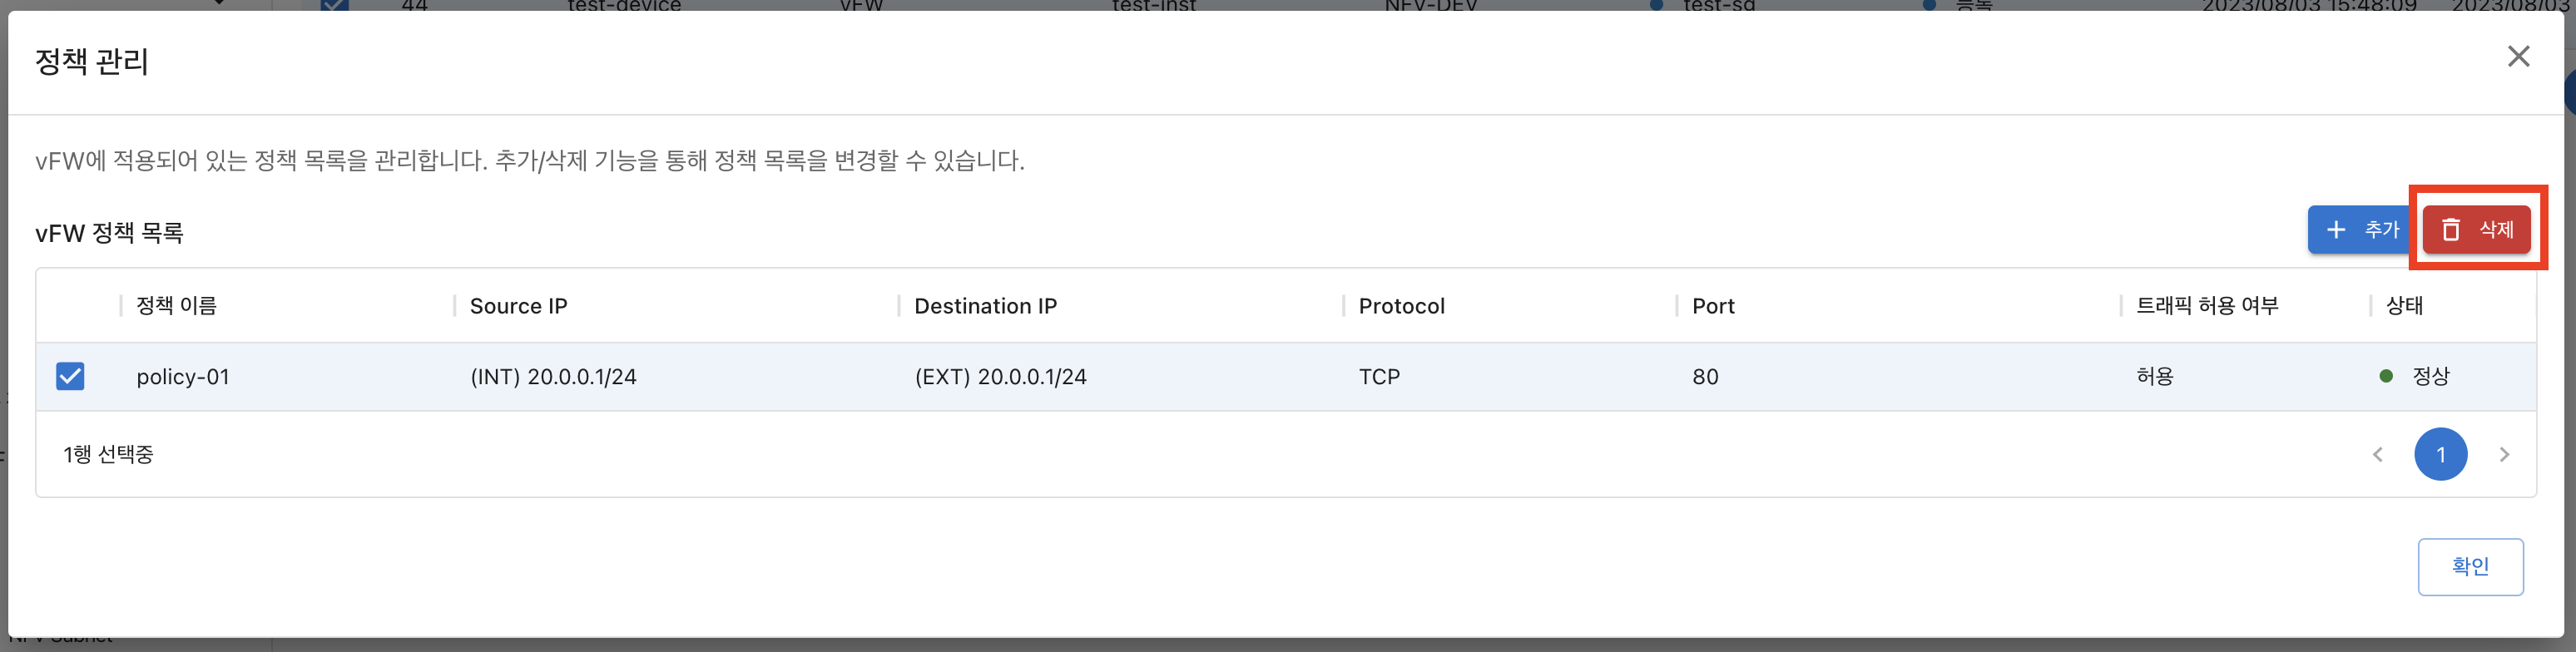 44 test-device vFW test-inst NFV-DEV test-sg 등록 2023/08/03 15:48:09 2023/08/03
정책 관리
vFW에 적용되어 있는 정책 목록을 관리합니다. 추가/삭제 기능을 통해 정책 목록을 변경할 수 있습니다.
vFW 정책 목록
추가 삭제
정책 이름 Source IP Destination IP Protocol Port 트래픽 허용 여부 상태
policy-01 (INT) 20.0.0.1/24 (EXT) 20.0.0.1/24 TCP 80 허용 정상
1행 선택중 1
확인
NFV Subnet